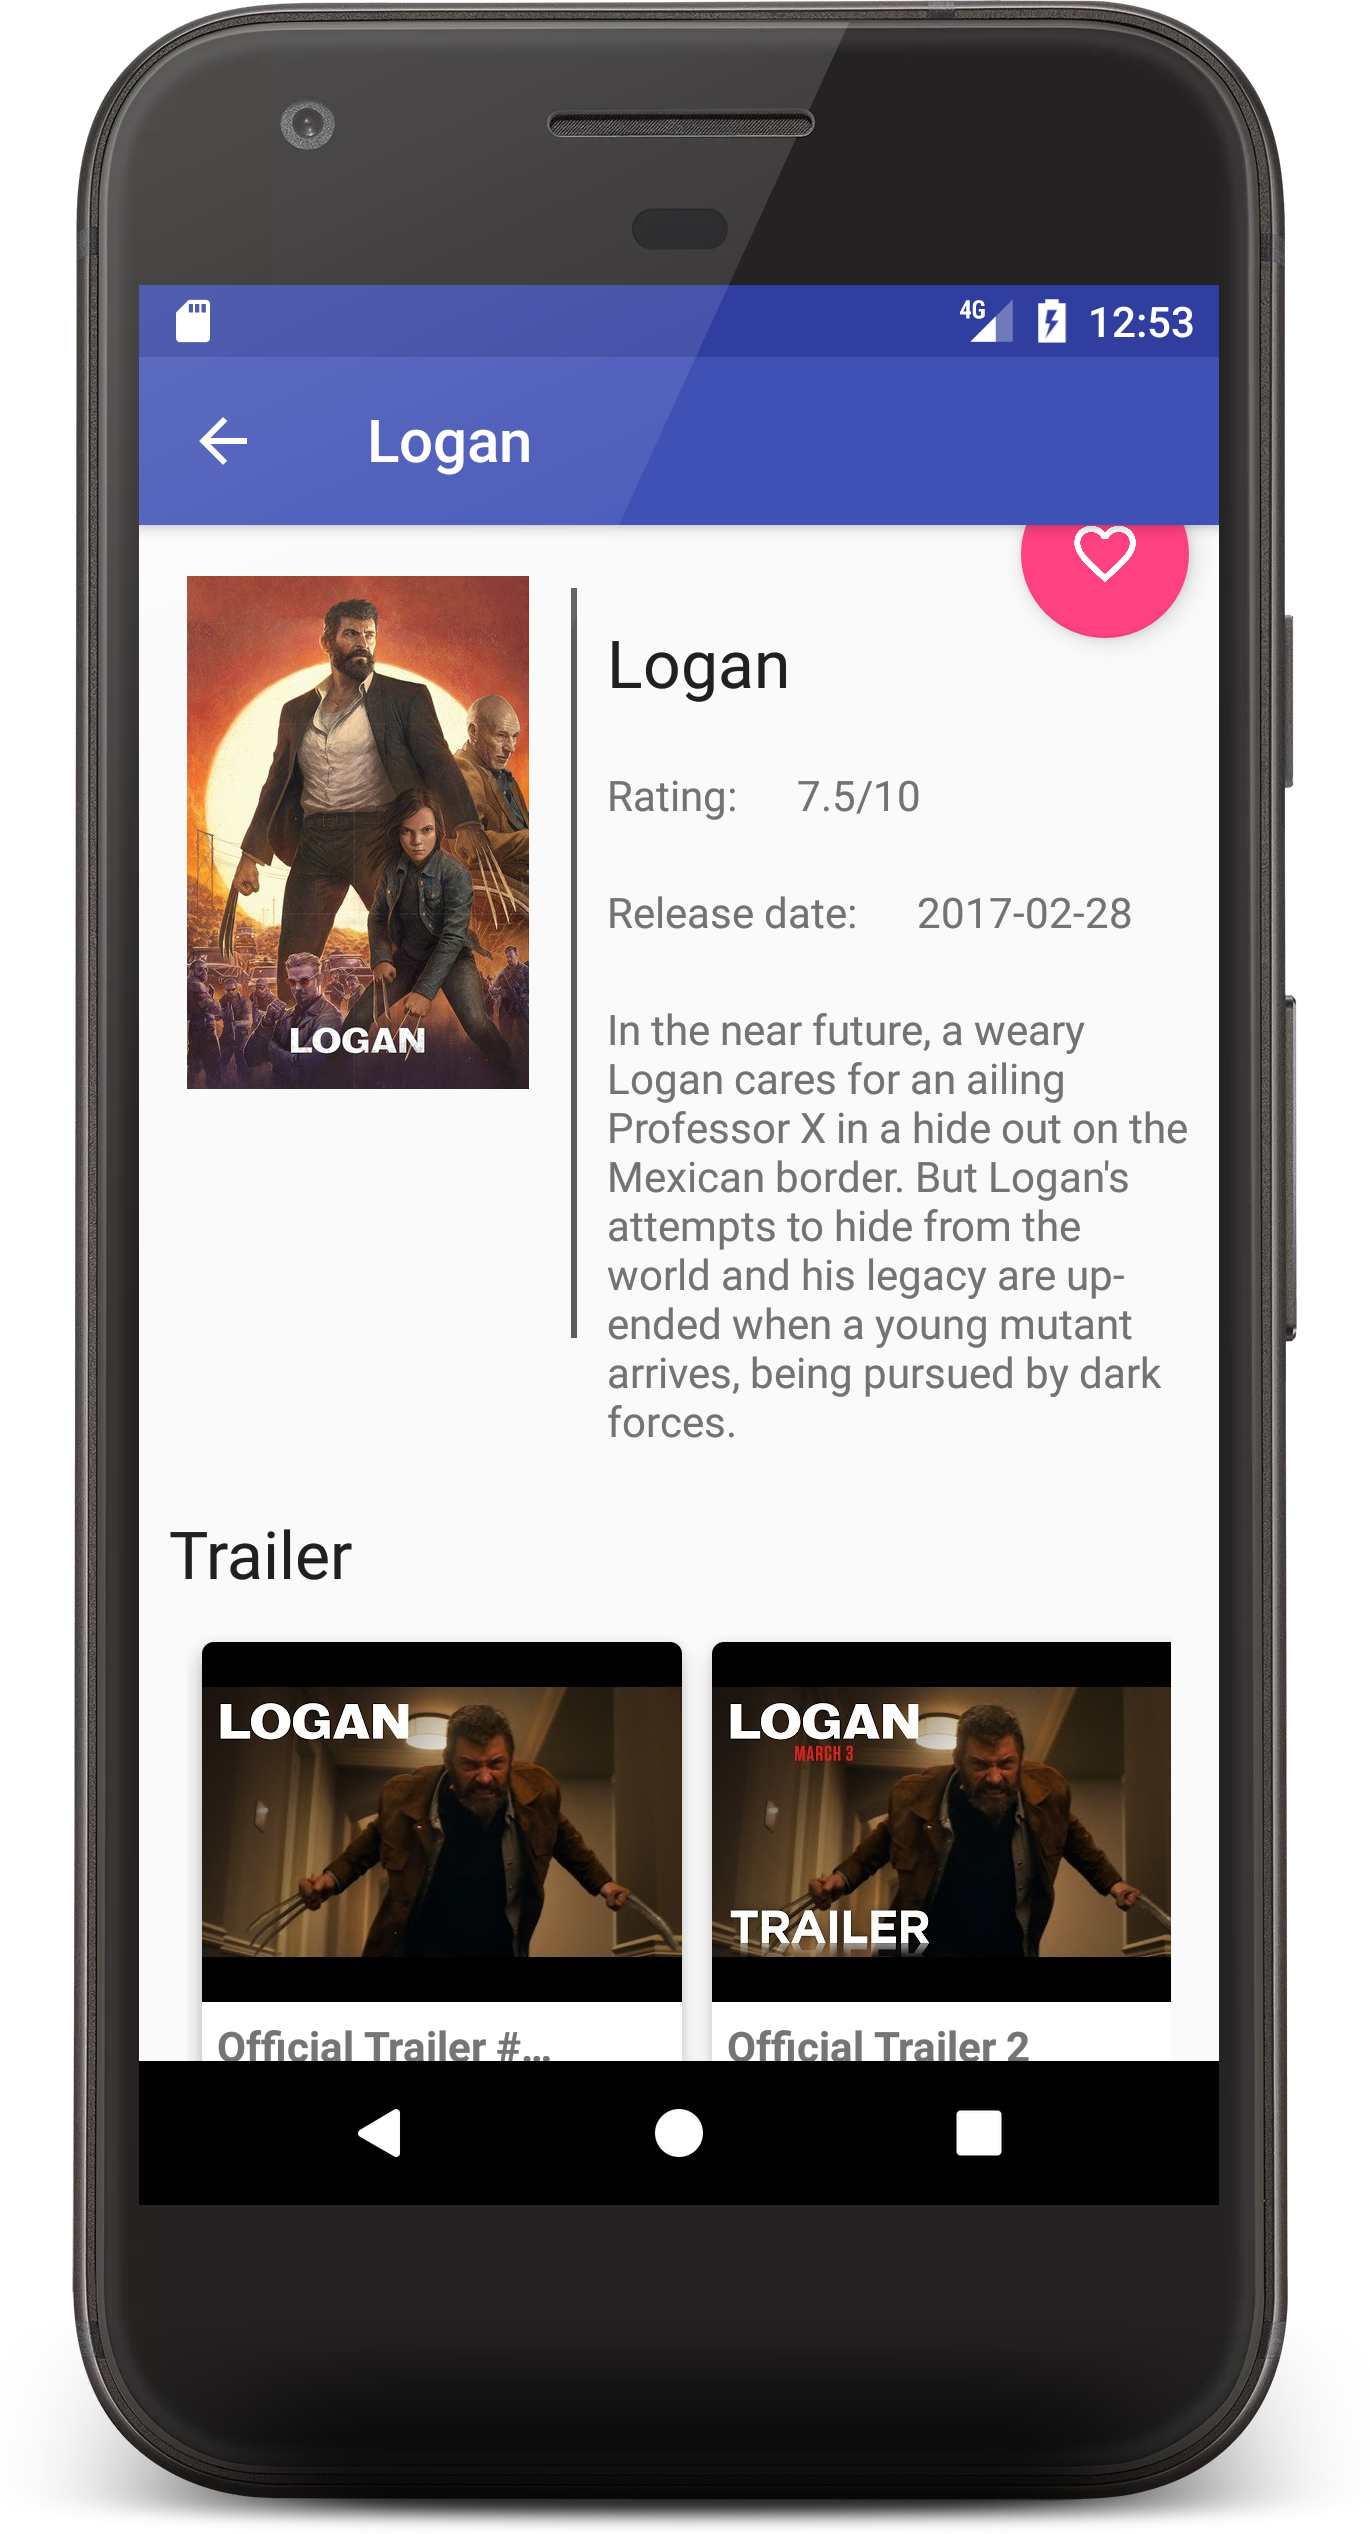 4G 12:53
Logan
Logan
Rating: 7.5/10
Release date: 2017-02-28
In the near future, a weary
Logan cares for an ailing
Professor X in a hide out on the
Mexican border. But Logan's
attempts to hide from the
world and his legacy are up-
ended when a young mutant
arrives, being pursued by dark
forces.
LOGAN
Trailer
LOGAN
LOGAN
MARCH 3
TRAILER
Official Trailer #...
Official Trailer 2